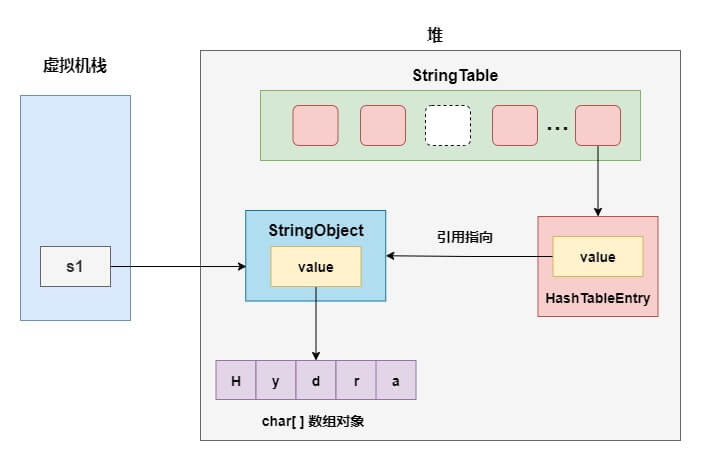 堆
虚拟机栈
StringTable
...
StringObject
引用指向
value
s1
value
HashTableEntry
H y d r a
char[ ] 数组对象